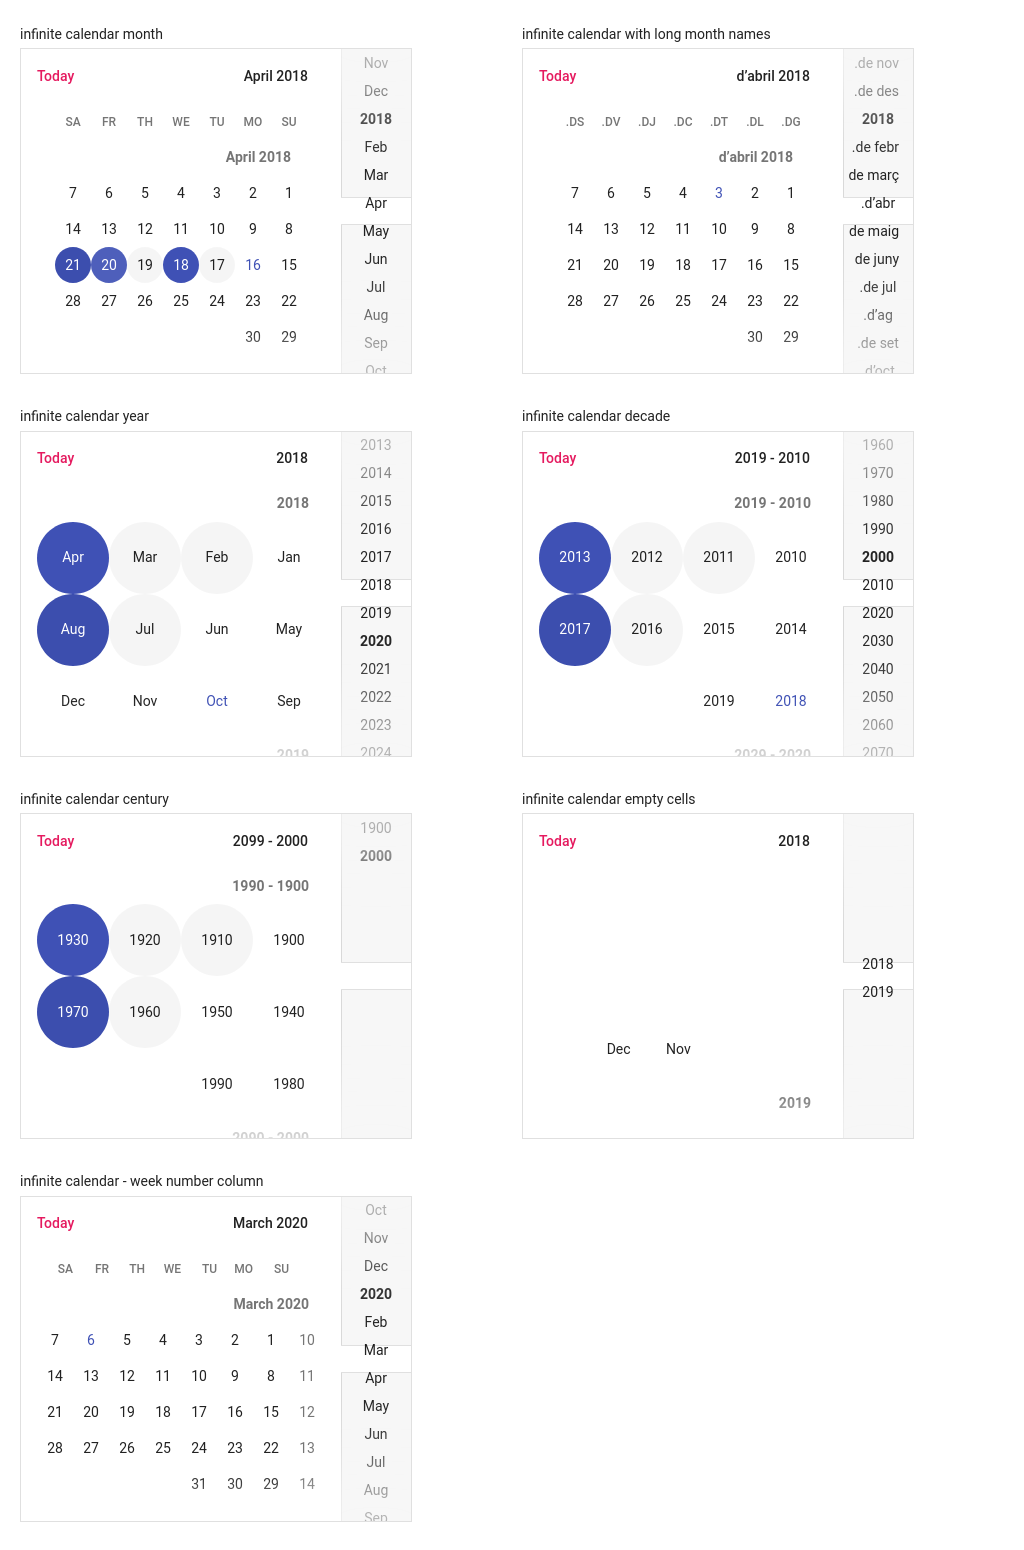 infinite calendar month
Today April 2018
SA FR TH WE TU MO SU
April 2018
7 6 5 4 3 2 1
14 13 12 11 10 9 8
21 20 19 18 17 16 15
28 27 26 25 24 23 22
30 29
Nov
Dec
2018
Feb
Mar
Apr
May
Jun
Jul
Aug
Sep
Oct
infinite calendar with long month names
Today d’abril 2018
.DS .DV .DJ .DC .DT .DL .DG
d’abril 2018
7 6 5 4 3 2 1
14 13 12 11 10 9 8
21 20 19 18 17 16 15
28 27 26 25 24 23 22
30 29
.de nov
.de des
2018
.de febr
de març
.d’abr
de maig
de juny
.de jul
.d’ag
.de set
d’oct
infinite calendar year
Today 2018
2018
Apr Mar Feb Jan
Aug Jul Jun May
Dec Nov Oct Sep
2019
2013
2014
2015
2016
2017
2018
2019
2020
2021
2022
2023
2024
infinite calendar decade
Today 2019 - 2010
2019 - 2010
2013 2012 2011 2010
2017 2016 2015 2014
2019 2018
2029 - 2020
1960
1970
1980
1990
2000
2010
2020
2030
2040
2050
2060
2070
infinite calendar century
Today 2099 - 2000
1990 - 1900
1930 1920 1910 1900
1970 1960 1950 1940
1990 1980
2090 - 2000
1900
2000
infinite calendar empty cells
Today 2018
Dec Nov
2019
2018
2019
infinite calendar - week number column
Today March 2020
SA FR TH WE TU MO SU
March 2020
7 6 5 4 3 2 1 10
14 13 12 11 10 9 8 11
21 20 19 18 17 16 15 12
28 27 26 25 24 23 22 13
31 30 29 14
Oct
Nov
Dec
2020
Feb
Mar
Apr
May
Jun
Jul
Aug
Sep